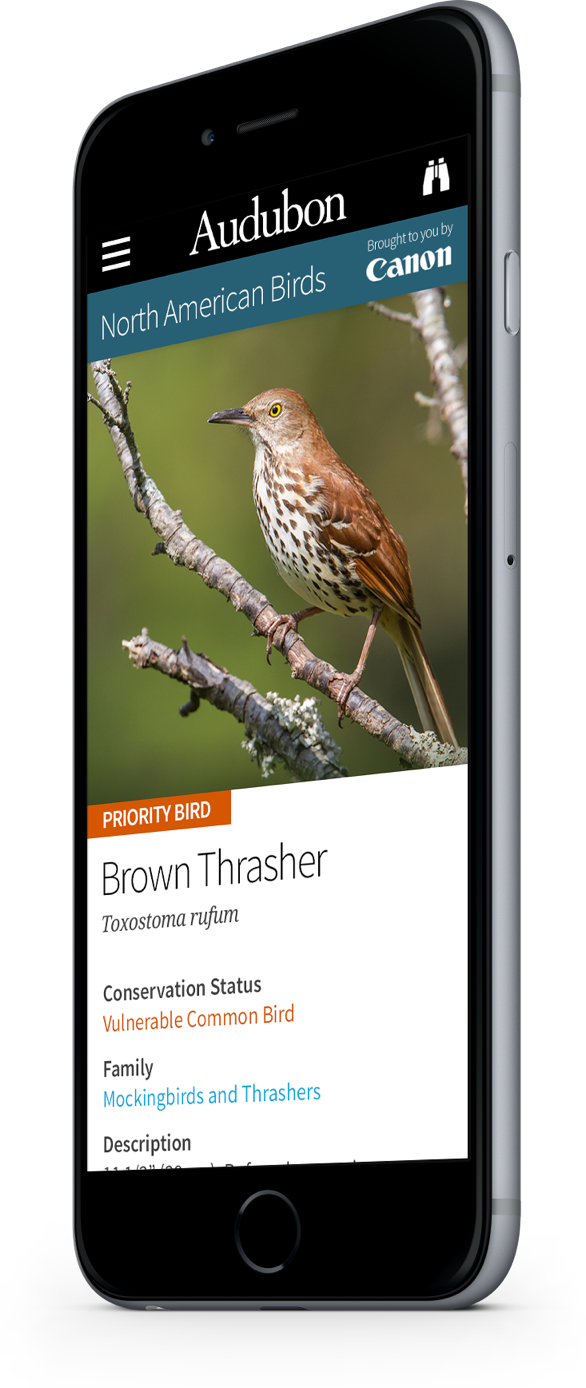 Audubon
North American Birds
Brought to you by
Canon
PRIORITY BIRD
Brown Thrasher
Toxostoma rufum
Conservation Status
Vulnerable Common Bird
Family
Mockingbirds and Thrashers
Description